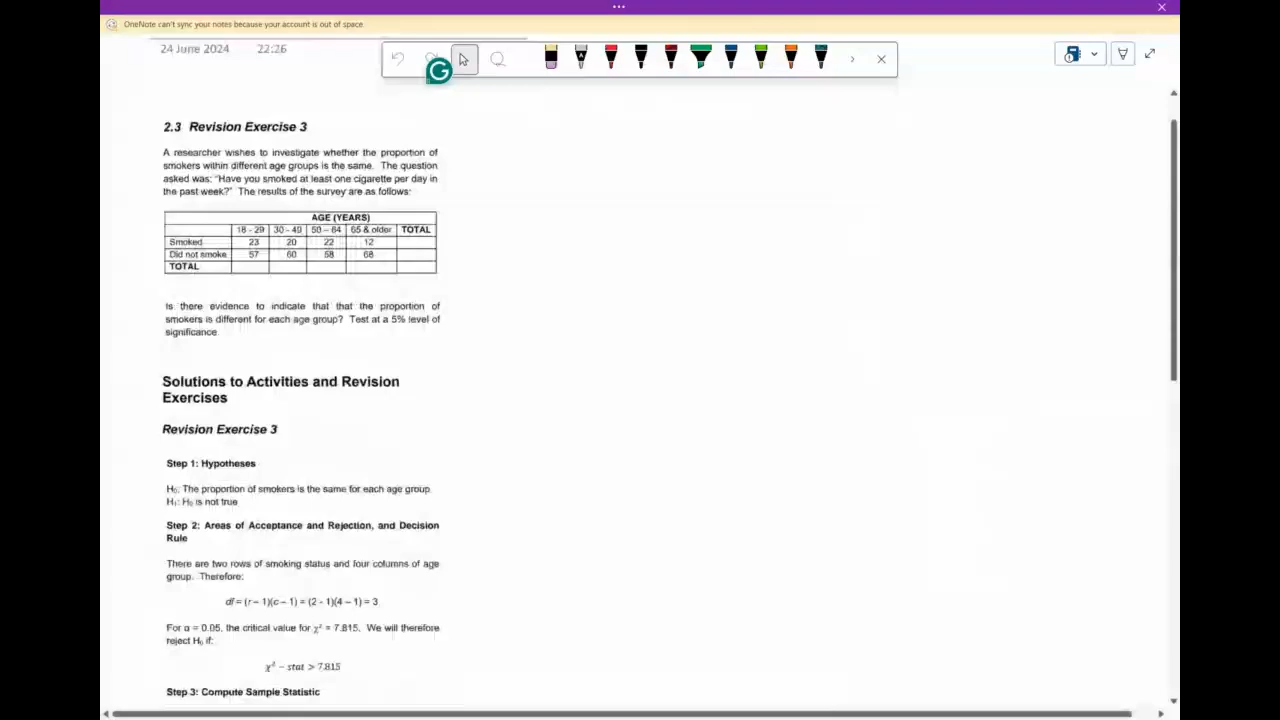 OneNote can't sync your notes because your account is out of space.
24 June 2024 22:26
2.3 Revision Exercise 3
A researcher wishes to investigate whether the proportion of
smokers within different age groups is the same. The question
asked was: "Have you smoked at least one cigarette per day in
the past week?" The results of the survey are as follows:
AGE (YEARS)
18 - 29 30 - 49 50 – 64 65 & older TOTAL
Smoked 23 20 22 12
Did not smoke 57 60 58 68
TOTAL
Is there evidence to indicate that that the proportion of
smokers is different for each age group? Test at a 5% level of
significance.
Solutions to Activities and Revision
Exercises
Revision Exercise 3
Step 1: Hypotheses
H₀: The proportion of smokers is the same for each age group
H₁: H₀ is not true
Step 2: Areas of Acceptance and Rejection, and Decision
Rule
There are two rows of smoking status and four columns of age
group. Therefore:
df = (r – 1)(c – 1) = (2 - 1)(4 – 1) = 3
For α = 0.05, the critical value for χ² = 7.815. We will therefore
reject H₀ if:
χ² – stat > 7.815
Step 3: Compute Sample Statistic